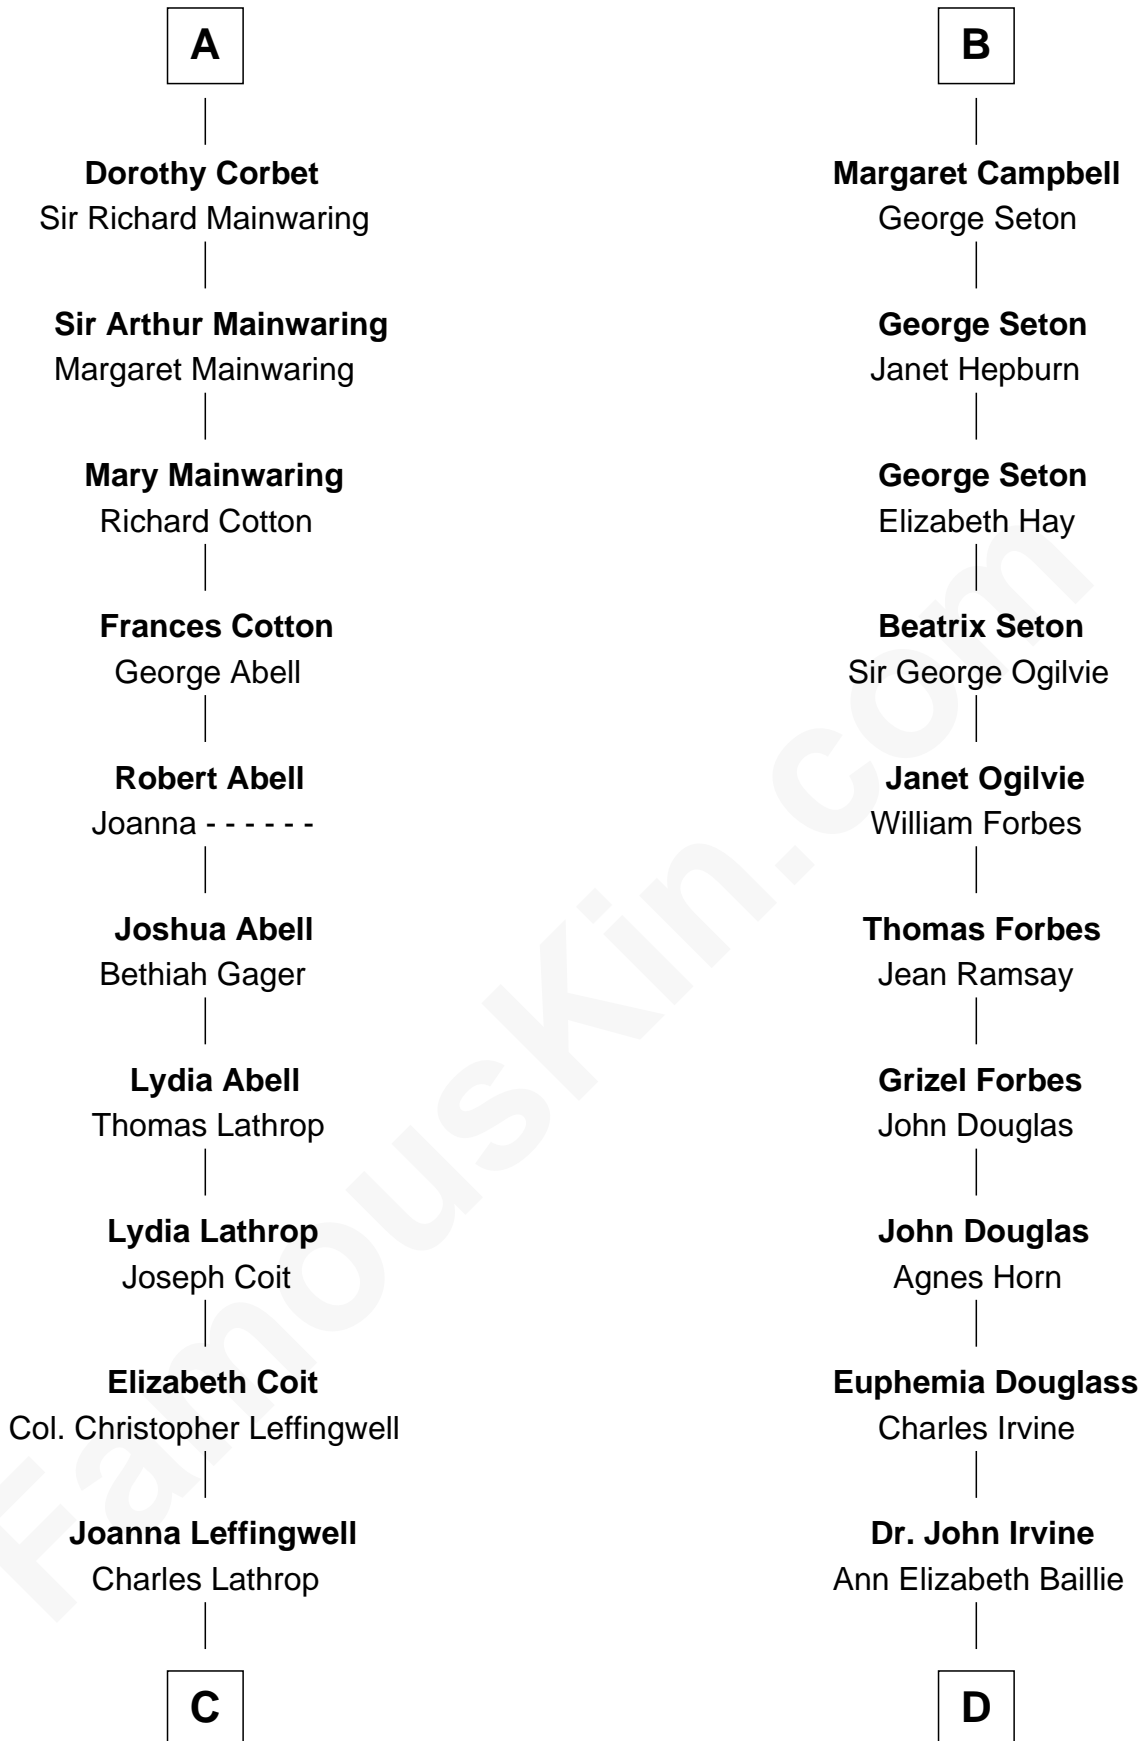 A
Dorothy Corbet
Sir Richard Mainwaring
Sir Arthur Mainwaring
Margaret Mainwaring
Mary Mainwaring
Richard Cotton
Frances Cotton
George Abell
Robert Abell
Joanna - - - - - -
Joshua Abell
Bethiah Gager
Lydia Abell
Thomas Lathrop
Lydia Lathrop
Joseph Coit
Elizabeth Coit
Col. Christopher Leffingwell
Joanna Leffingwell
Charles Lathrop
C
B
Margaret Campbell
George Seton
George Seton
Janet Hepburn
George Seton
Elizabeth Hay
Beatrix Seton
Sir George Ogilvie
Janet Ogilvie
William Forbes
Thomas Forbes
Jean Ramsay
Grizel Forbes
John Douglas
John Douglas
Agnes Horn
Euphemia Douglass
Charles Irvine
Dr. John Irvine
Ann Elizabeth Baillie
D
FamousKin.com